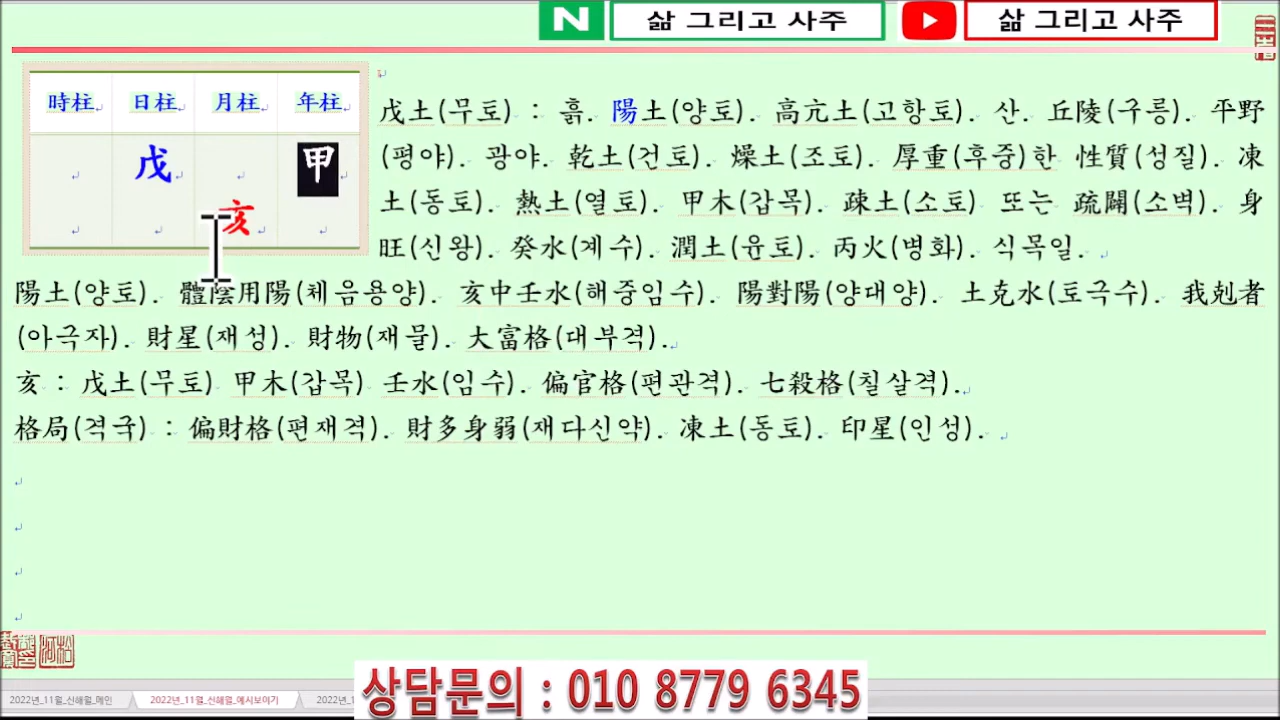 N 삶 그리고 사주 삶 그리고 사주
時柱 日柱 月柱 年柱
戊 甲
亥
戊土(무토) : 흙. 陽土(양토). 高亢土(고항토). 산. 丘陵(구릉). 平野
(평야). 광야. 乾土(건토). 燥土(조토). 厚重(후중)한 性質(성질). 凍
土(동토). 熱土(열토). 甲木(갑목). 疎土(소토) 또는 疏闢(소벽). 身
旺(신왕). 癸水(계수). 潤土(윤토). 丙火(병화). 식목일.
陽土(양토). 體陰用陽(체음용양). 亥中壬水(해중임수). 陽對陽(양대양). 土克水(토극수). 我剋者
(아극자). 財星(재성). 財物(재물). 大富格(대부격).
亥 : 戊土(무토) 甲木(갑목) 壬水(임수). 偏官格(편관격). 七殺格(칠살격).
格局(격국) : 偏財格(편재격). 財多身弱(재다신약). 凍土(동토). 印星(인성).
2022년_11월_신해월_메인 2022년_11월_신해월_예시보이기 2022년_1
상담문의 : 010 8779 6345